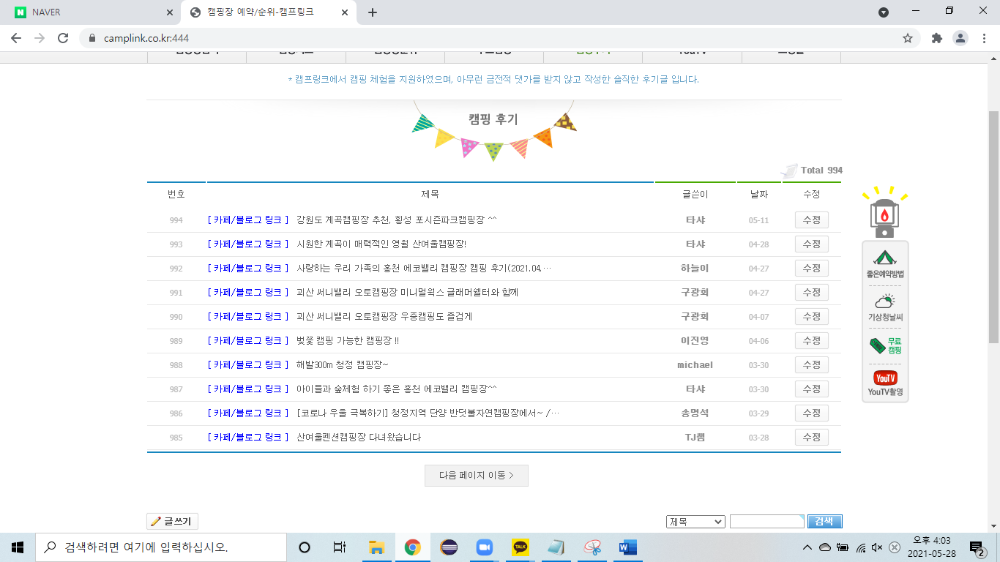 NAVER
캠핑장 예약/순위-캠프링크
camplink.co.kr:444
YouTV
* 캠프링크에서 캠핑 체험을 지원하였으며, 아무런 금전적 댓가를 받지 않고 작성한 솔직한 후기글 입니다.
캠핑 후기
Total 994
번호 제목 글쓴이 날짜 수정
994 [ 카페/블로그 링크 ] 강원도 계곡캠핑장 추천, 횡성 포시즌파크캠핑장 ^^ 타샤 05-11 수정
993 [ 카페/블로그 링크 ] 시원한 계곡이 매력적인 영월 산여울캠핑장! 타샤 04-28 수정
992 [ 카페/블로그 링크 ] 사랑하는 우리 가족의 홍천 에코밸리 캠핑장 캠핑 후기(2021.04.… 하늘이 04-27 수정
991 [ 카페/블로그 링크 ] 괴산 써니밸리 오토캠핑장 미니멀웍스 글래머쉘터와 함께 구광회 04-27 수정
990 [ 카페/블로그 링크 ] 괴산 써니밸리 오토캠핑장 우중캠핑도 즐겁게 구광회 04-07 수정
989 [ 카페/블로그 링크 ] 벚꽃 캠핑 가능한 캠핑장 !! 이진영 04-06 수정
988 [ 카페/블로그 링크 ] 해발300m 청정 캠핑장~ michael 03-30 수정
987 [ 카페/블로그 링크 ] 아이들과 숲체험 하기 좋은 홍천 에코밸리 캠핑장^^ 타샤 03-30 수정
986 [ 카페/블로그 링크 ] [코로나 우울 극복하기] 청정지역 단양 반딧불자연캠핑장에서~ /… 송명석 03-29 수정
985 [ 카페/블로그 링크 ] 산여울펜션캠핑장 다녀왔습니다 TJ쌤 03-28 수정
다음 페이지 이동 >
글쓰기
제목
검색
좋은예약방법
기상청날씨
무료
캠핑
YouTV
YouTV촬영
검색하려면 여기에 입력하십시오.
TALK
W
오후 4:03
2021-05-28
2